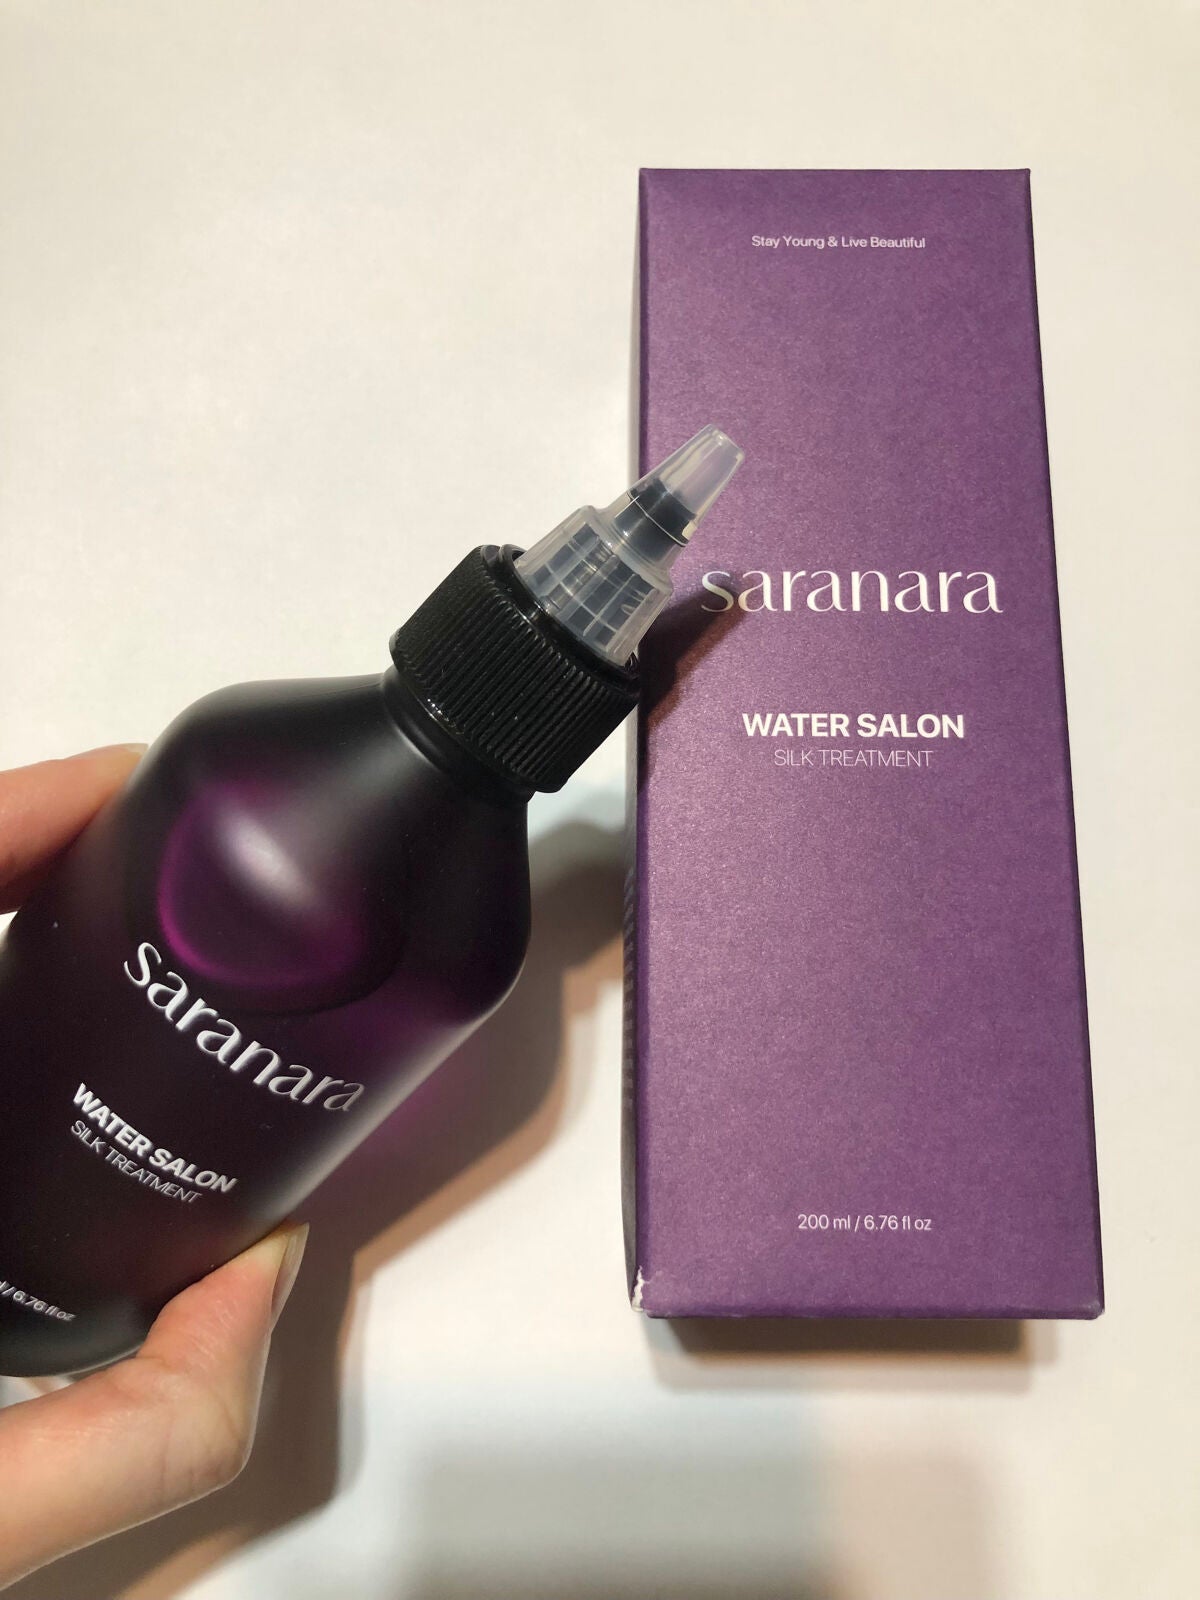 Stay Young & Live Beautiful
saranara
WATER SALON
SILK TREATMENT
200 ml / 6.76 fl oz
saranara
WATER SALON
SILK TREATMENT
/ 6.76 fl oz